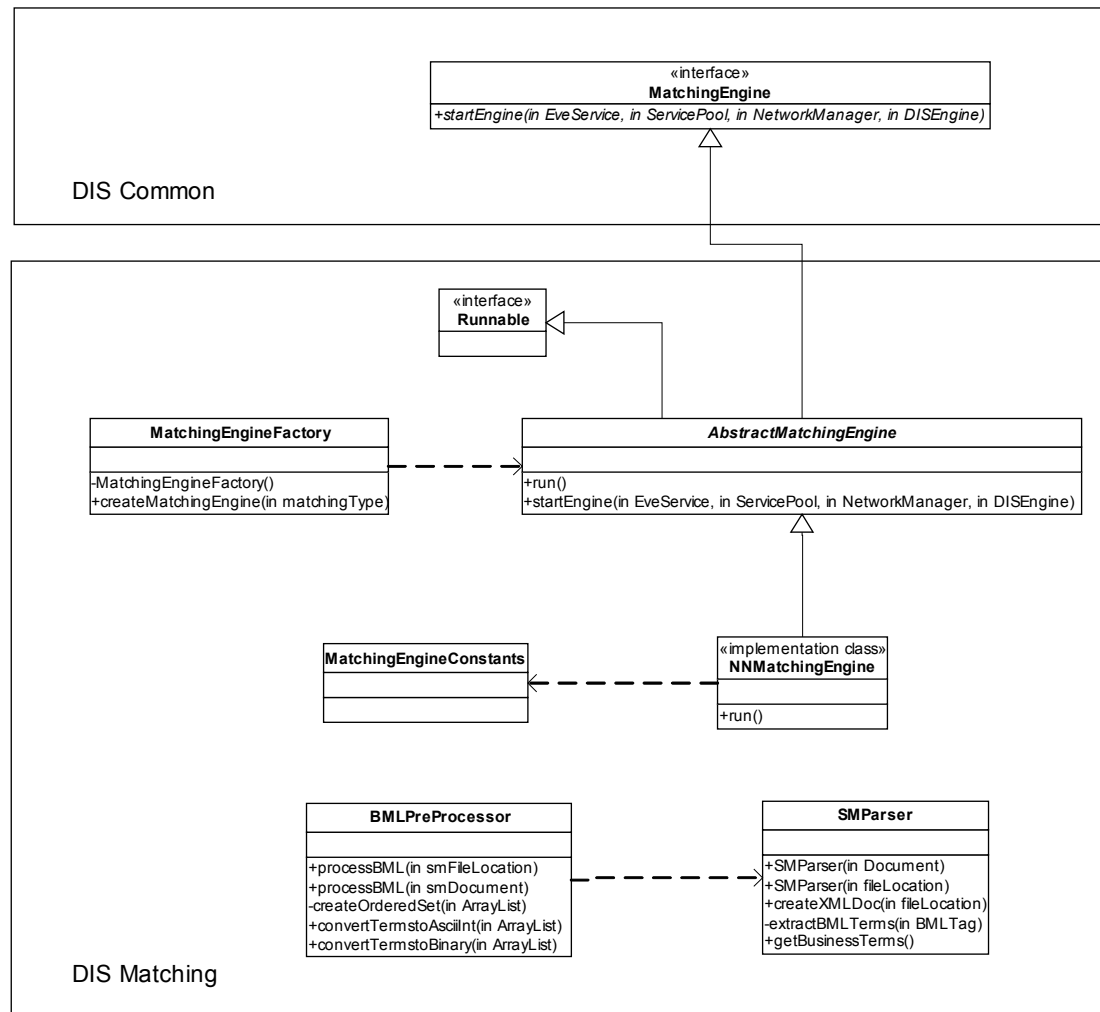 «interface»
MatchingEngine
+startEngine(in EveService, in ServicePool, in NetworkManager, in DISEngine)
DIS Common
«interface»
Runnable
MatchingEngineFactory
-MatchingEngineFactory()
+createMatchingEngine(in matchingType)
AbstractMatchingEngine
+run()
+startEngine(in EveService, in ServicePool, in NetworkManager, in DISEngine)
MatchingEngineConstants
«implementation class»
NNMatchingEngine
+run()
BMLPreProcessor
+processBML(in smFileLocation)
+processBML(in smDocument)
-createOrderedSet(in ArrayList)
+convertTermstoAsciiInt(in ArrayList)
+convertTermstoBinary(in ArrayList)
SMParser
+SMParser(in Document)
+SMParser(in fileLocation)
+createXMLDoc(in fileLocation)
-extractBMLTerms(in BMLTag)
+getBusinessTerms()
DIS Matching